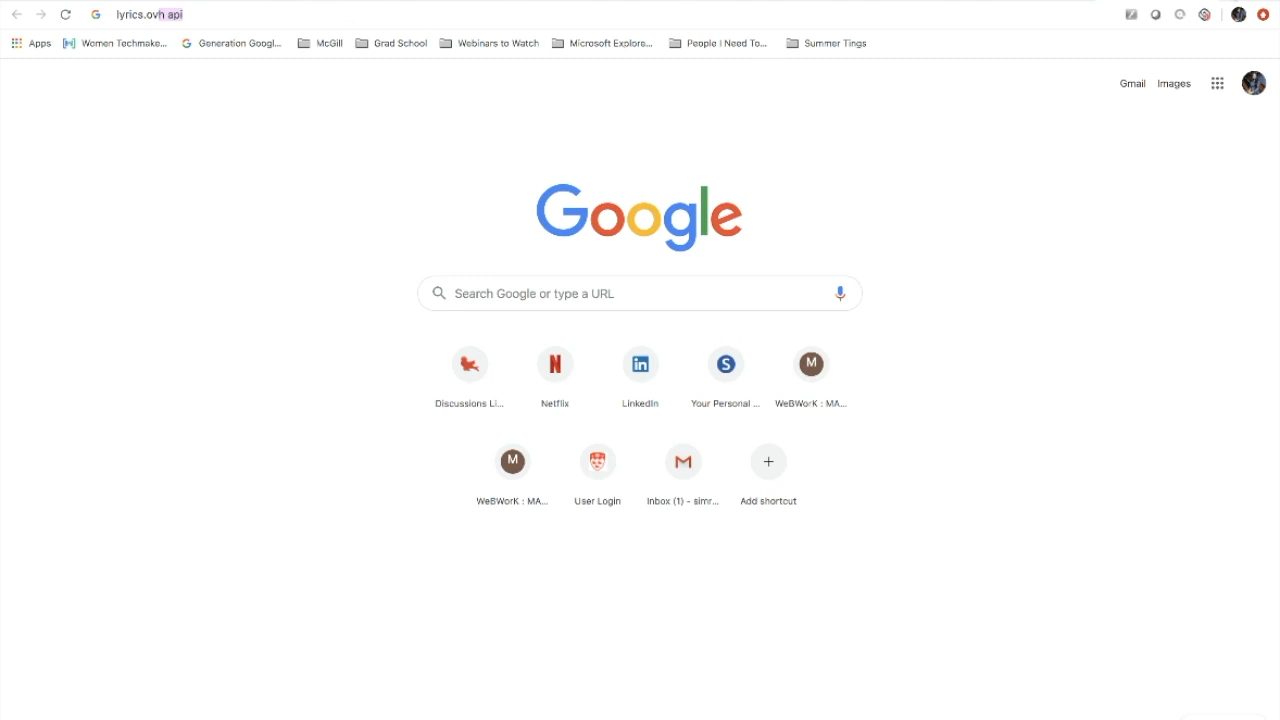 lyrics.ovh api
Apps Women Techmake... Generation Googl... McGill Grad School Webinars to Watch Microsoft Explore... People I Need To... Summer Tings
Gmail Images
Google
Search Google or type a URL
N in S M
Discussions Li... Netflix LinkedIn Your Personal ... WeBWorK : MA...
M
WeBWorK : MA... User Login Inbox (1) - simr... Add shortcut